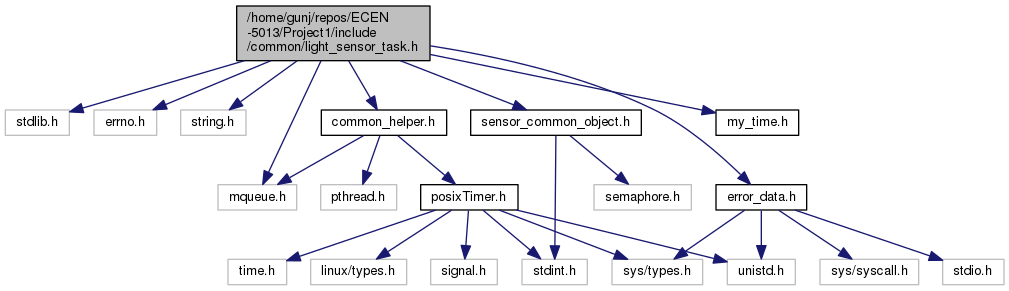 /home/gunj/repos/ECEN
-5013/Project1/include
/common/light_sensor_task.h
stdlib.h
errno.h
string.h
common_helper.h
sensor_common_object.h
my_time.h
mqueue.h
pthread.h
posixTimer.h
semaphore.h
error_data.h
time.h
linux/types.h
signal.h
stdint.h
sys/types.h
unistd.h
sys/syscall.h
stdio.h